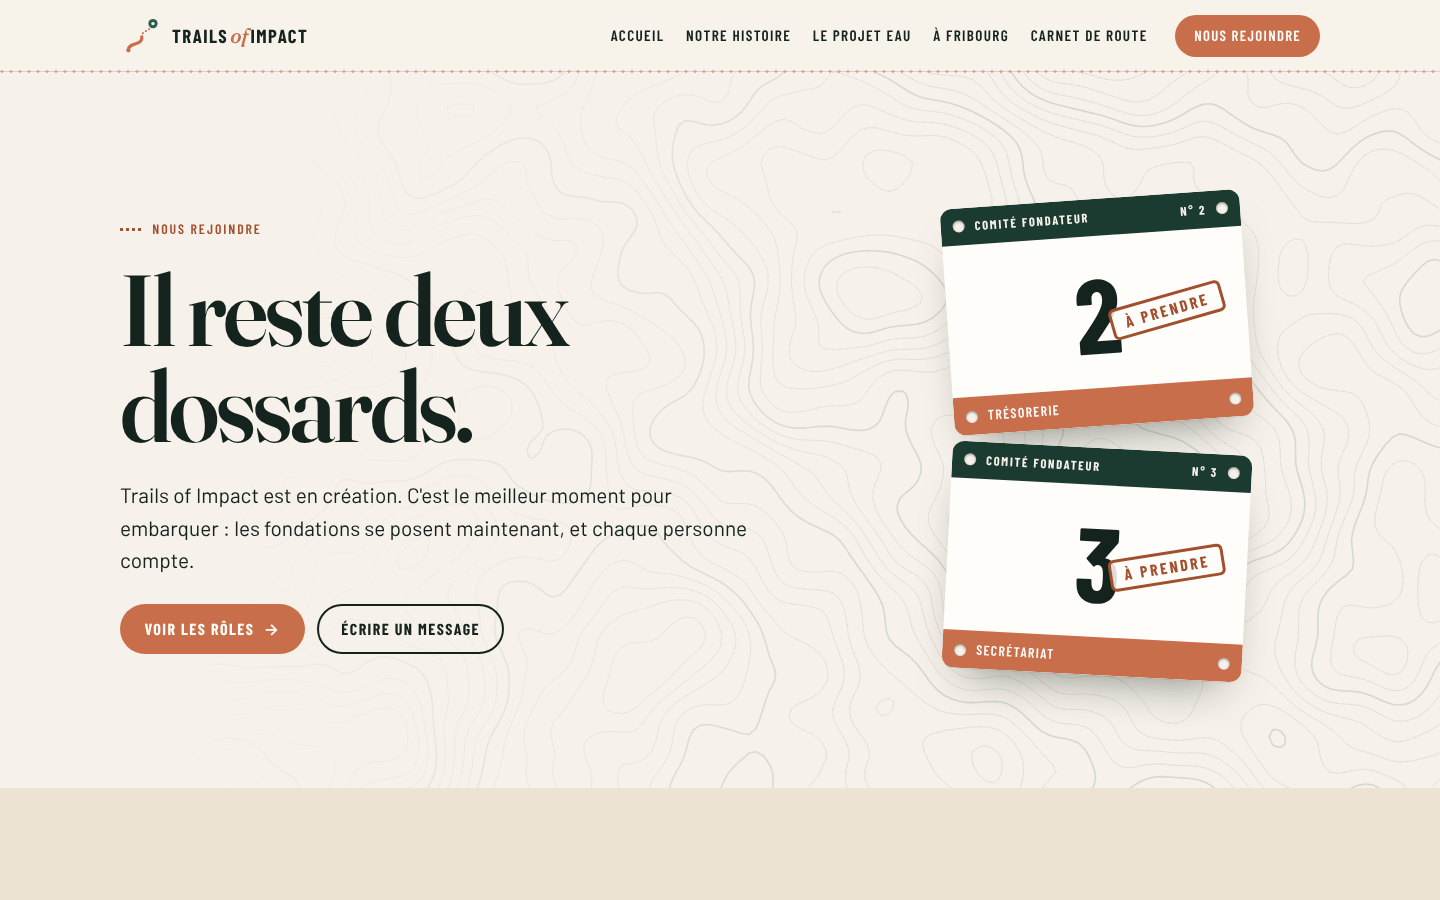 TRAILS of IMPACT
ACCUEIL NOTRE HISTOIRE LE PROJET EAU À FRIBOURG CARNET DE ROUTE NOUS REJOINDRE
NOUS REJOINDRE
Il reste deux
dossards.
Trails of Impact est en création. C'est le meilleur moment pour
embarquer : les fondations se posent maintenant, et chaque personne
compte.
VOIR LES RÔLES →
ÉCRIRE UN MESSAGE
COMITÉ FONDATEUR N° 2
2
À PRENDRE
TRÉSORERIE
COMITÉ FONDATEUR N° 3
3
À PRENDRE
SECRÉTARIAT